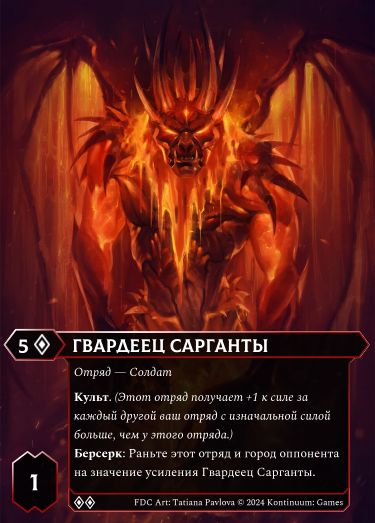 5 ГВАРДЕЕЦ САРГАНТЫ
Отряд — Солдат
Культ. (Этот отряд получает +1 к силе за
каждый другой ваш отряд с изначальной силой
больше, чем у этого отряда.)
Берсерк: Раньте этот отряд и город оппонента
на значение усиления Гвардеец Сарганты.
1
FDC Art: Tatiana Pavlova © 2024 Kontinuum: Games